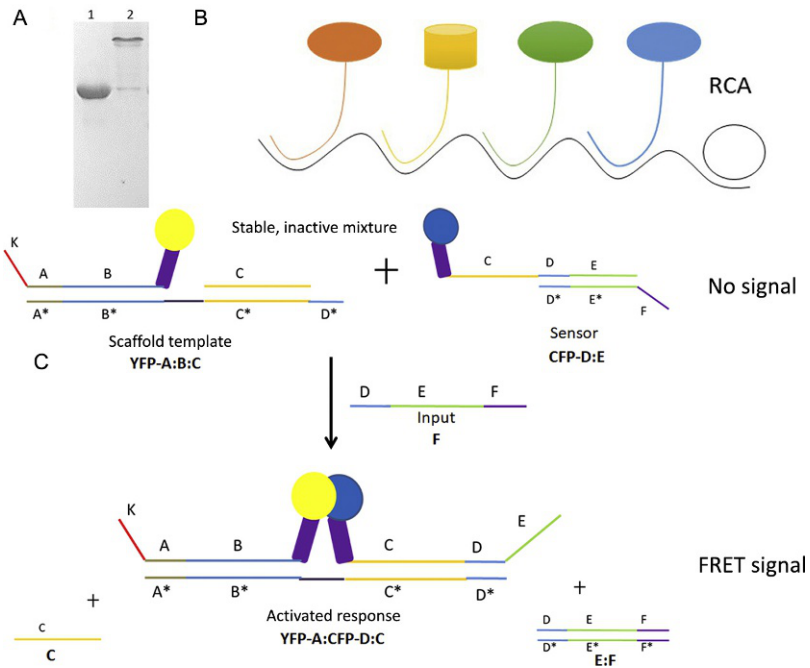 A
1 2
B
RCA
Stable, inactive mixture
K
A B C
A* B* C* D*
Scaffold template
YFP-A:B:C
+
C D E
D* E* F
Sensor
CFP-D:E
No signal
C
D E F
Input
F
K
A B C D E
A* B* C* D*
Activated response
YFP-A:CFP-D:C
FRET signal
+
C
C
+
D E F
D* E* F*
E:F